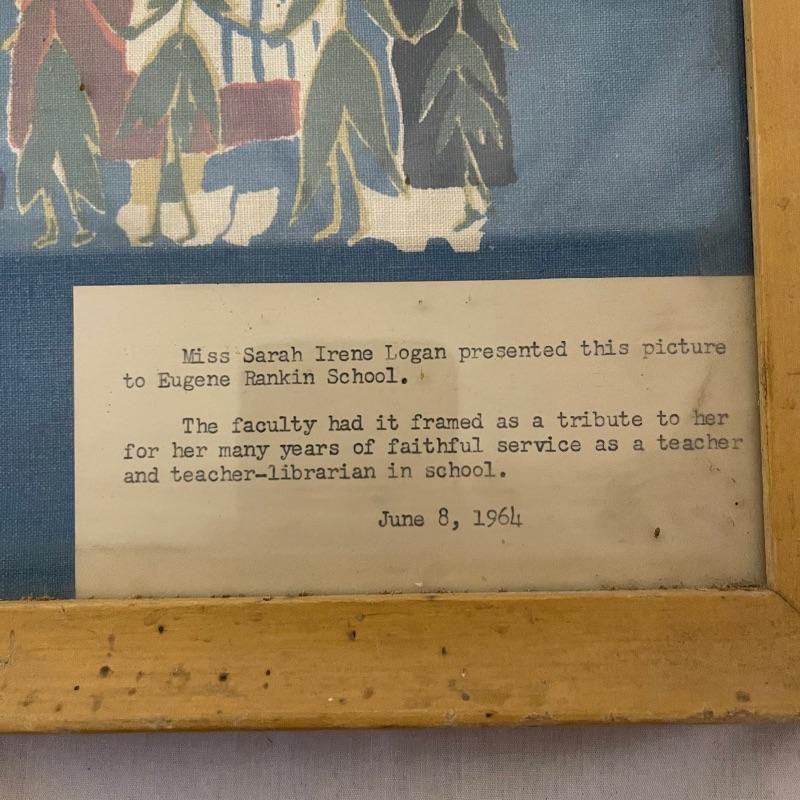 Miss Sarah Irene Logan presented this picture
to Eugene Rankin School.
The faculty had it framed as a tribute to her
for her many years of faithful service as a teacher
and teacher-librarian in school.
June 8, 1964